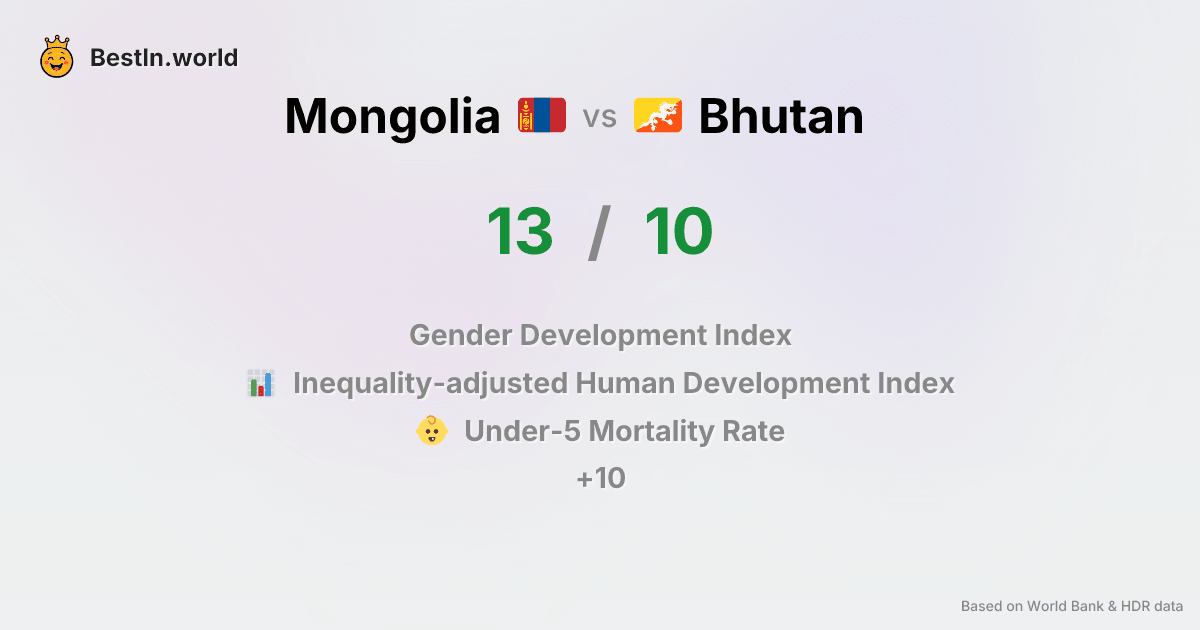 BestIn.world
Mongolia vs Bhutan
13 / 10
Gender Development Index
Inequality-adjusted Human Development Index
Under-5 Mortality Rate
+10
Based on World Bank & HDR data